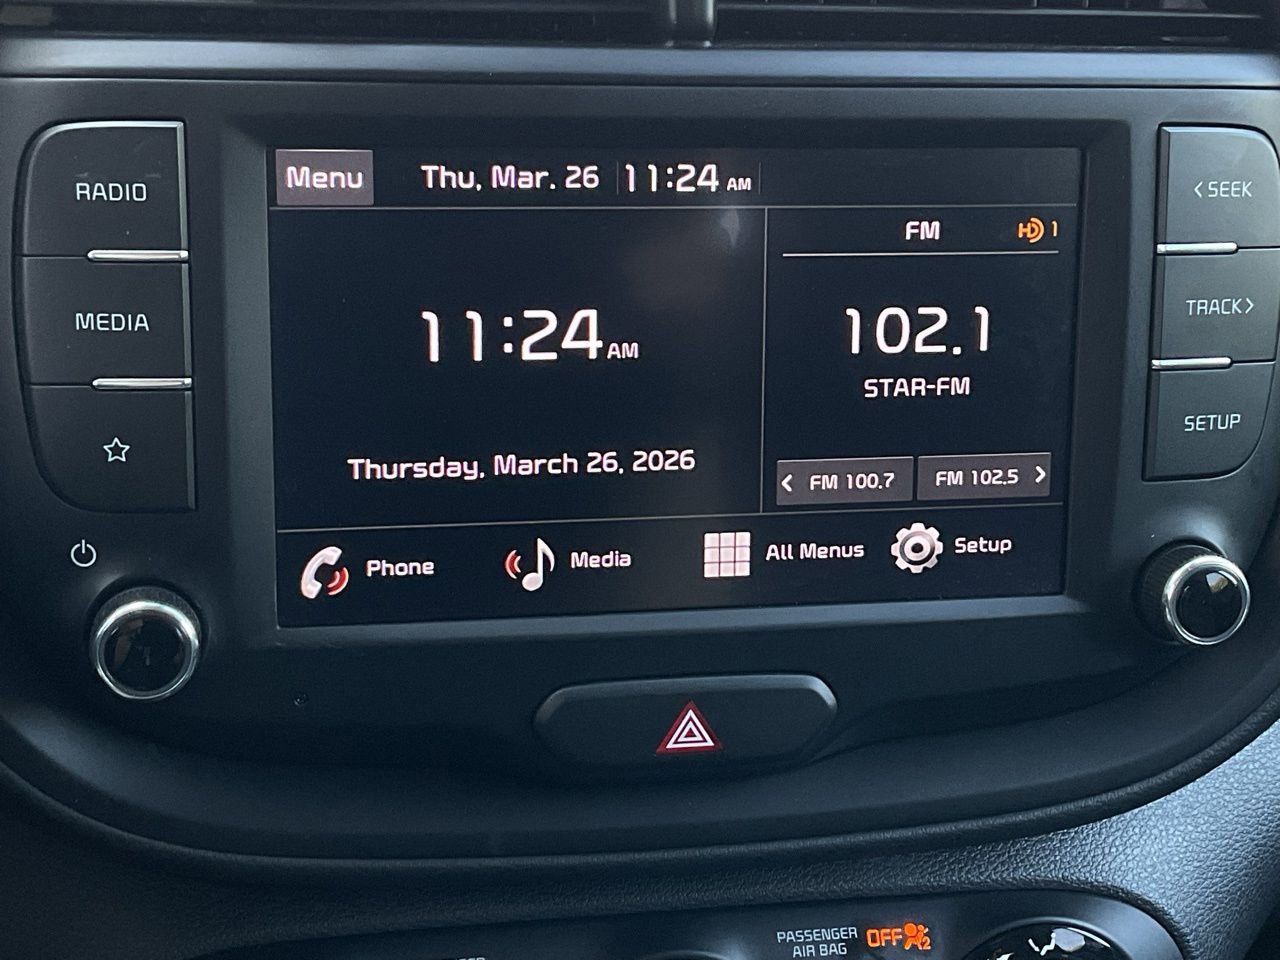 RADIO
MEDIA
Menu
Thu, Mar. 26
11:24 AM
11:24 AM
Thursday, March 26, 2026
FM
HD 1
102.1
STAR-FM
< FM 100.7
FM 102.5 >
Phone
Media
All Menus
Setup
< SEEK
TRACK >
SETUP
PASSENGER
AIR BAG
OFF
2